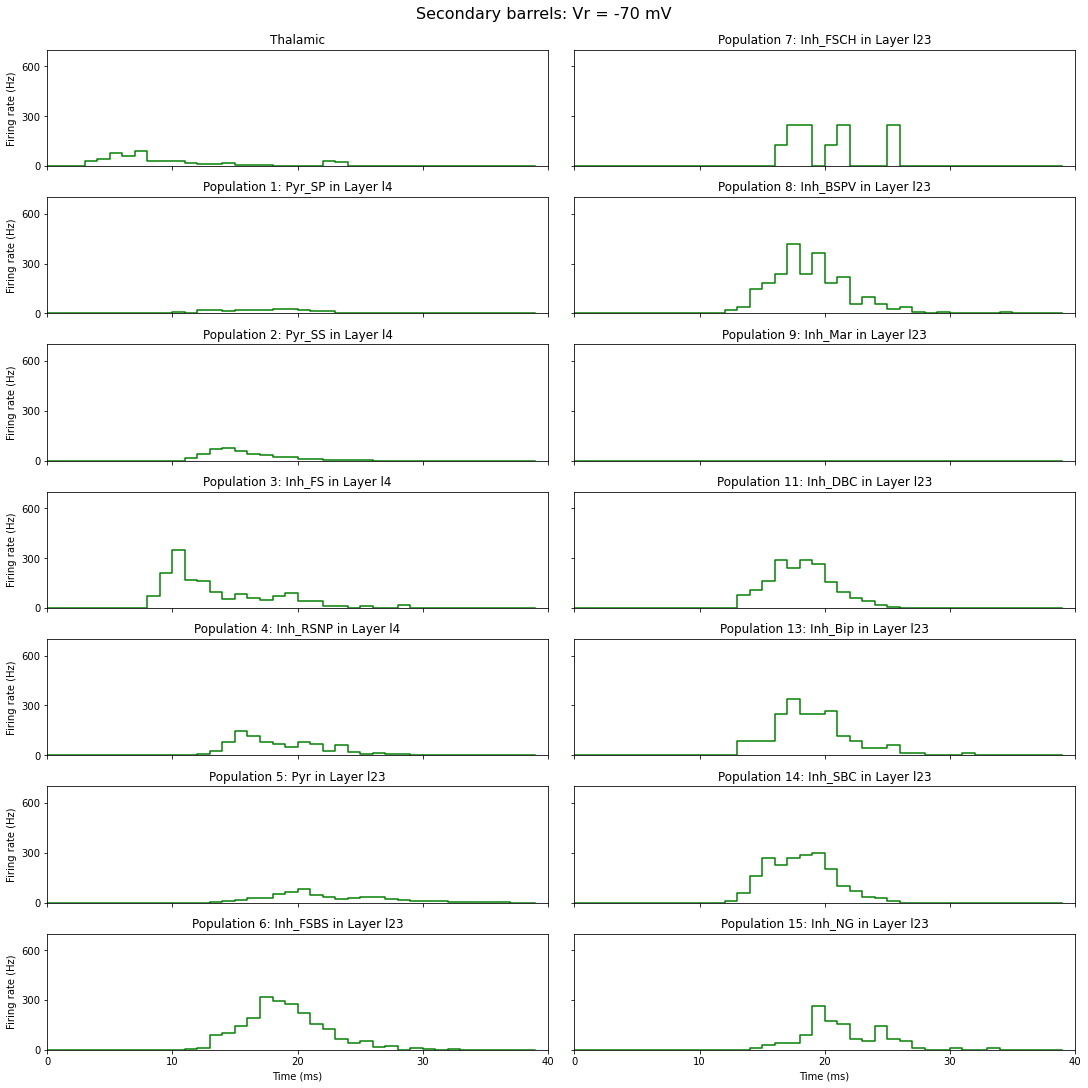 Secondary barrels: Vr = -70 mV
Thalamic
Firing rate (Hz)
600
300
0
Population 1: Pyr_SP in Layer l4
Firing rate (Hz)
600
300
0
Population 2: Pyr_SS in Layer l4
Firing rate (Hz)
600
300
0
Population 3: Inh_FS in Layer l4
Firing rate (Hz)
600
300
0
Population 4: Inh_RSNP in Layer l4
Firing rate (Hz)
600
300
0
Population 5: Pyr in Layer l23
Firing rate (Hz)
600
300
0
Population 6: Inh_FSBS in Layer l23
Firing rate (Hz)
600
300
0
0 10 20 30 40
Time (ms)
Population 7: Inh_FSCH in Layer l23
Population 8: Inh_BSPV in Layer l23
Population 9: Inh_Mar in Layer l23
Population 11: Inh_DBC in Layer l23
Population 13: Inh_Bip in Layer l23
Population 14: Inh_SBC in Layer l23
Population 15: Inh_NG in Layer l23
0 10 20 30 40
Time (ms)